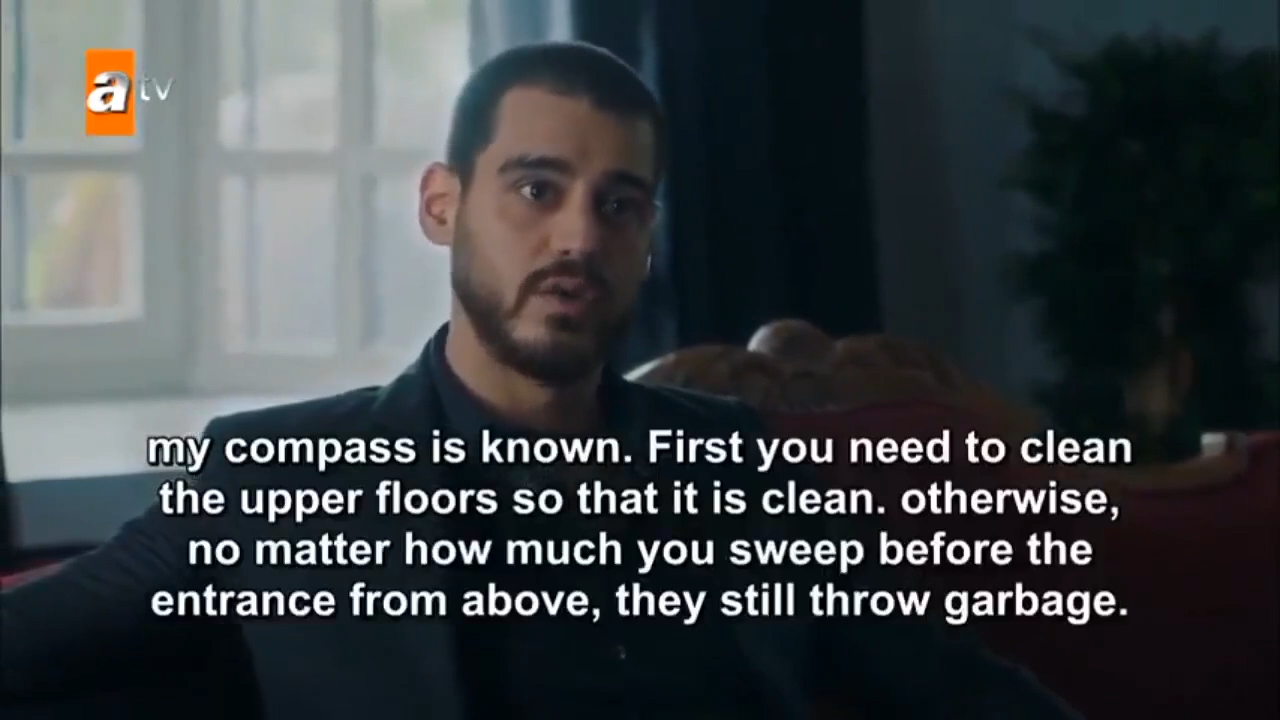 atv
my compass is known. First you need to clean
the upper floors so that it is clean. otherwise,
no matter how much you sweep before the
entrance from above, they still throw garbage.